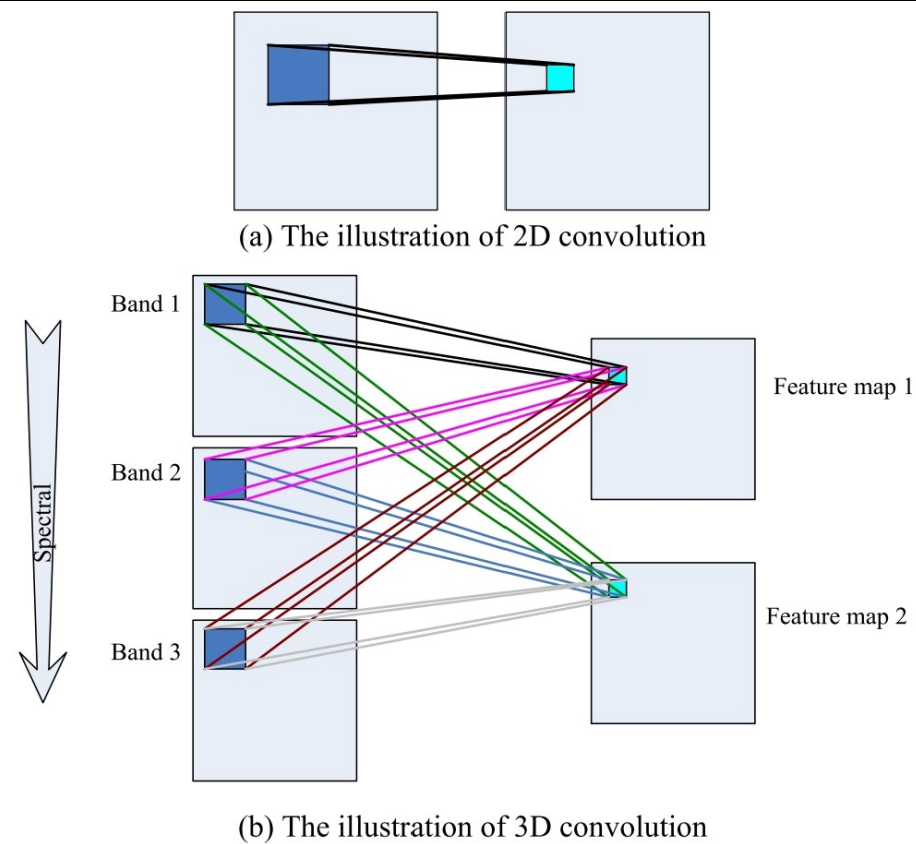 (a) The illustration of 2D convolution
Band 1
Feature map 1
Band 2
Spectral
Feature map 2
Band 3
(b) The illustration of 3D convolution